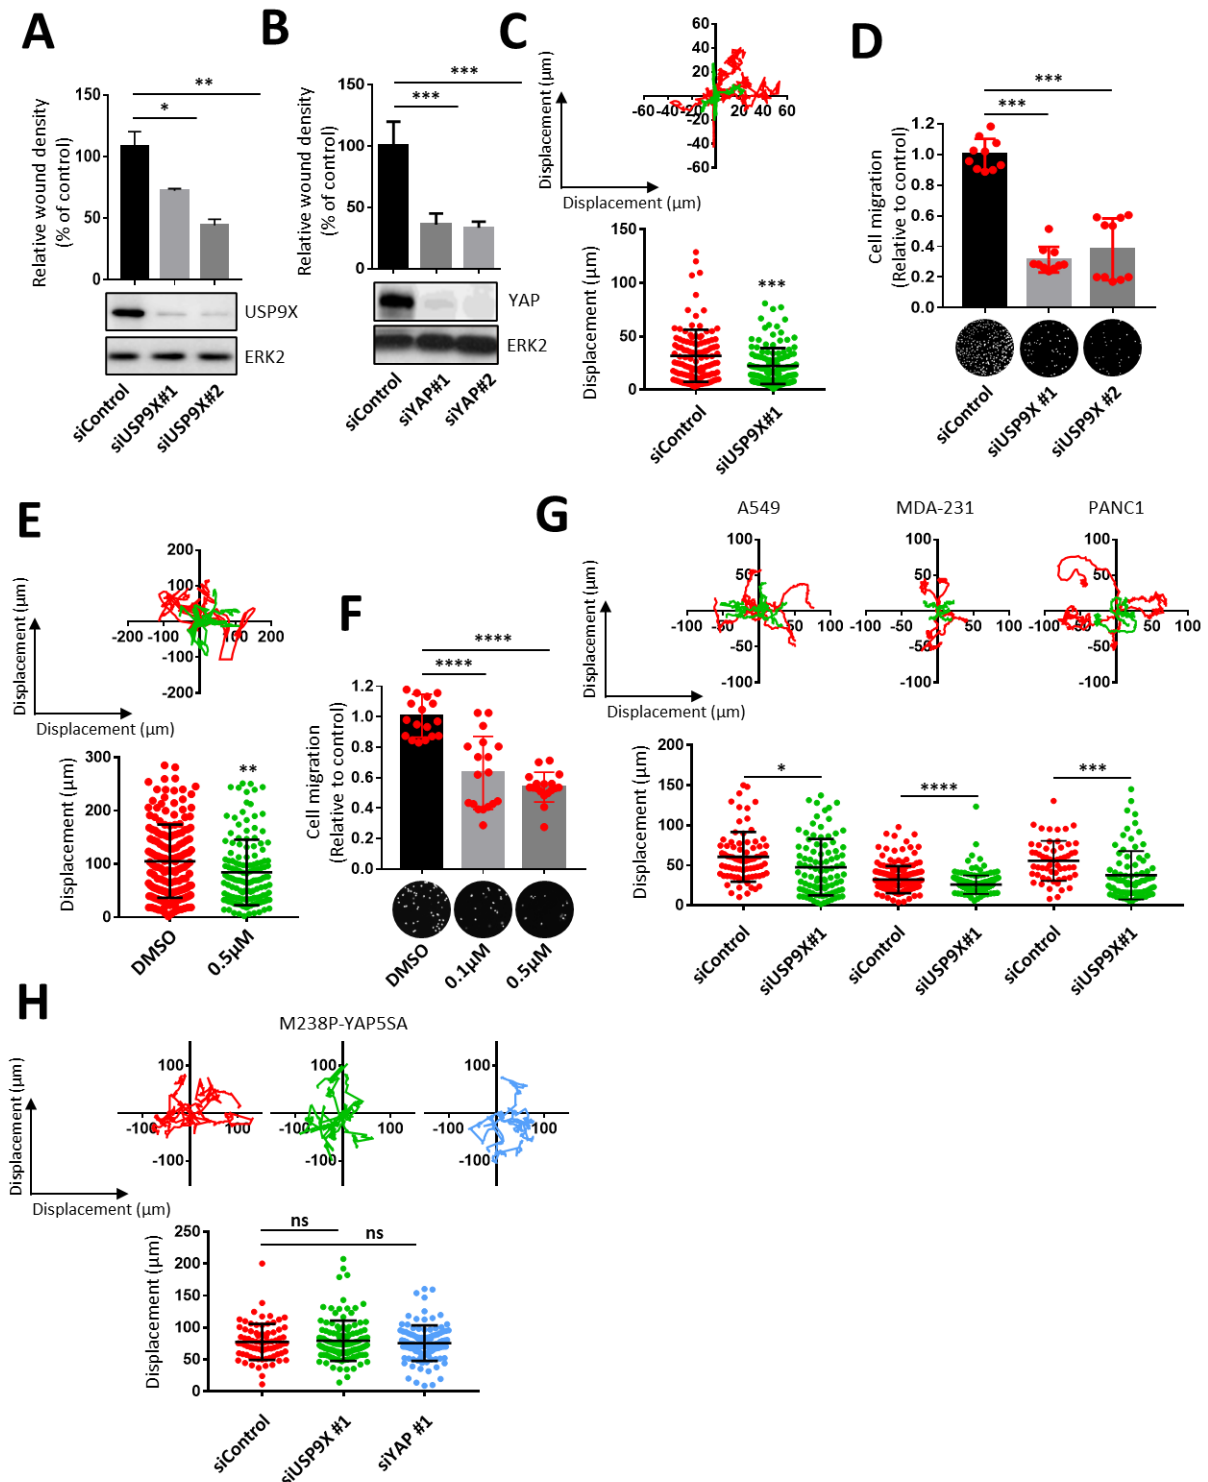 A
Relative wound density
(% of control)
150
100
50
0
**
*
USP9X
ERK2
siControl
siUSP9X#1
siUSP9X#2
B
Relative wound density
(% of control)
150
100
50
0
***
***
YAP
ERK2
siControl
siYAP#1
siYAP#2
C
Displacement (µm)
Displacement (µm)
60
40
20
-20
-40
-60
-60 -40 -20 20 40 60
Displacement (µm)
150
100
50
0
***
siControl
siUSP9X#1
D
Cell migration
(Relative to control)
1.2
1.0
0.8
0.6
0.4
0.2
0.0
***
***
siControl
siUSP9X #1
siUSP9X #2
E
Displacement (µm)
Displacement (µm)
200
100
-100
-200
-200 -100 100 200
Displacement (µm)
300
200
100
0
**
DMSO
0.5µM
F
Cell migration
(Relative to control)
1.2
1.0
0.8
0.6
0.4
0.2
0.0
****
****
DMSO
0.1µM
0.5µM
G
A549
MDA-231
PANC1
Displacement (µm)
Displacement (µm)
100
50
-50
-100
-100 -50 50 100
100
50
-50
-100
-100 -50 50 100
100
50
-50
-100
-100 -50 50 100
Displacement (µm)
200
150
100
50
0
*
****
***
siControl
siUSP9X#1
siControl
siUSP9X#1
siControl
siUSP9X#1
H
M238P-YAP5SA
Displacement (µm)
Displacement (µm)
100
-100
-100 100
100
-100
-100 100
100
-100
-100 100
Displacement (µm)
250
200
150
100
50
0
ns
ns
siControl
siUSP9X #1
siYAP #1